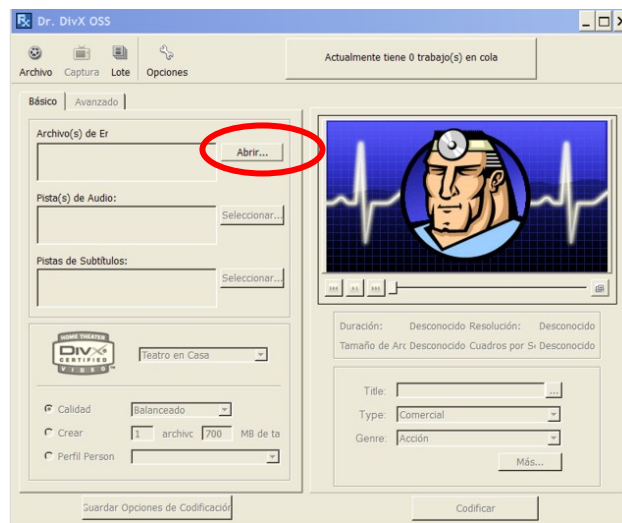 Dr. DivX OSS
Archivo Captura Lote Opciones
Actualmente tiene 0 trabajo(s) en cola
Básico Avanzado
Archivo(s) de Er
Abrir...
Pista(s) de Audio:
Seleccionar...
Pistas de Subtítulos:
Seleccionar...
Duración: Desconocido Resolución: Desconocido
Tamaño de Arc Desconocido Cuadros por S Desconocido
HOME THEATER
DIVX
CERTIFIED
VIDEO
Teatro en Casa
Calidad Balanceado
Crear 1 archivc 700 MB de ta
Perfil Person
Title: ...
Type: Comercial
Genre: Acción
Más...
Guardar Opciones de Codificación
Codificar